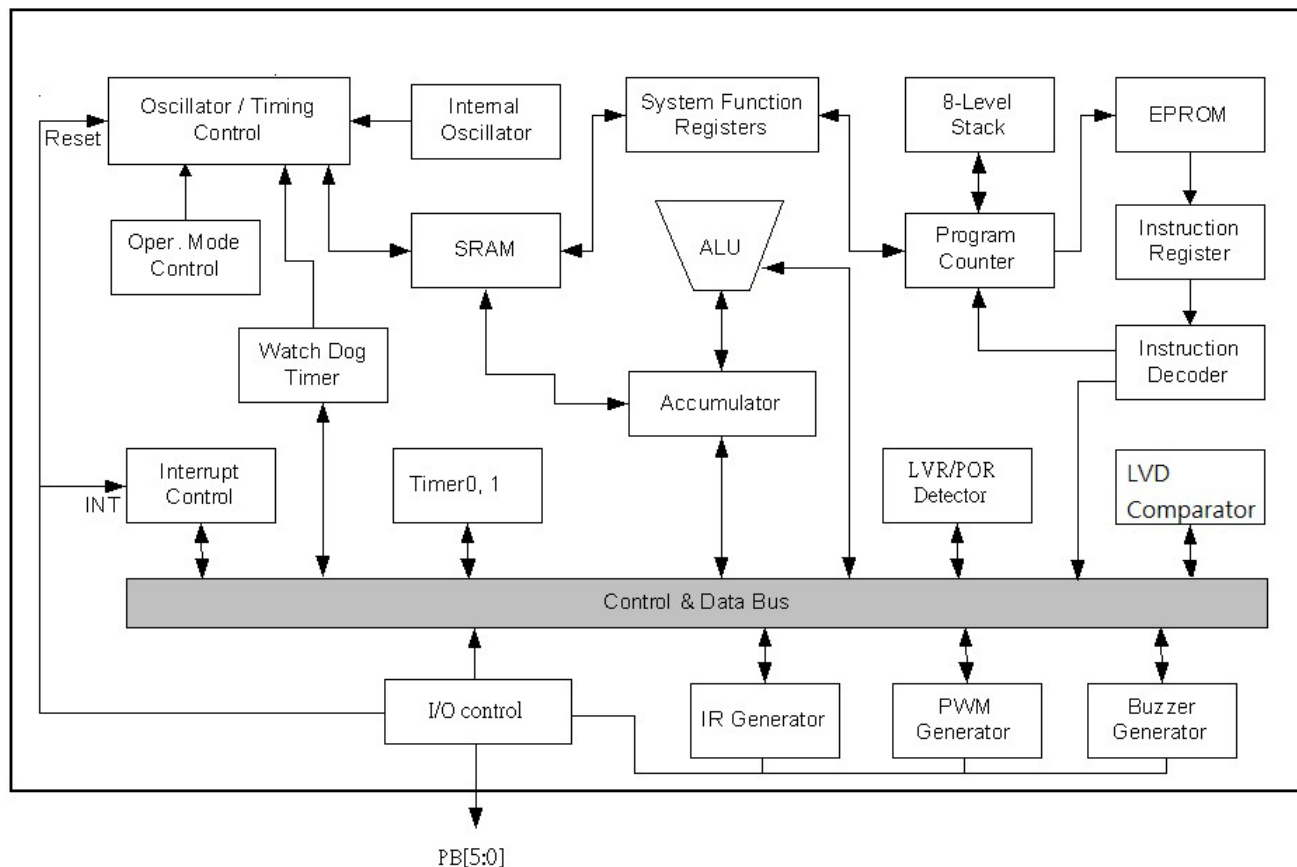 Oscillator / Timing
Control
Internal
Oscillator
System Function
Registers
8-Level
Stack
EPROM
Reset
Oper. Mode
Control
SRAM
ALU
Program
Counter
Instruction
Register
Watch Dog
Timer
Accumulator
Instruction
Decoder
Interrupt
Control
INT
Timer0, 1
LVR/POR
Detector
LVD
Comparator
Control & Data Bus
I/O control
IR Generator
PWM
Generator
Buzzer
Generator
PB[5:0]